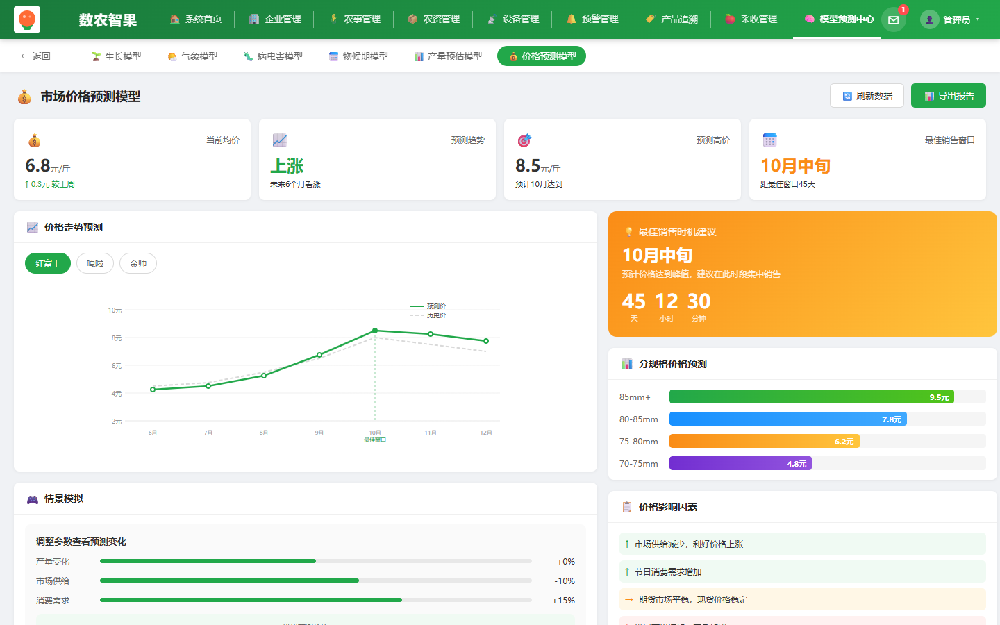 数农智果
系统首页
企业管理
农事管理
农资管理
设备管理
预警管理
产品追溯
采收管理
模型预测中心
1
管理员
← 返回
生长模型
气象模型
病虫害模型
物候期模型
产量预估模型
价格预测模型
市场价格预测模型
刷新数据
导出报告
当前均价
6.8元/斤
↑ 0.3元 较上周
预测趋势
上涨
未来6个月看涨
预测高价
8.5元/斤
预计10月达到
最佳销售窗口
10月中旬
距最佳窗口45天
价格走势预测
红富士
嘎啦
金帅
预测价
历史价
10元
8元
6元
4元
2元
6月
7月
8月
9月
10月
11月
12月
最佳窗口
最佳销售时机建议
10月中旬
预计价格达到峰值，建议在此时段集中销售
45 12 30
天 小时 分钟
分规格价格预测
85mm+ 9.5元
80-85mm 7.8元
75-80mm 6.2元
70-75mm 4.8元
情景模拟
调整参数查看预测变化
产量变化 +0%
市场供给 -10%
消费需求 +15%
价格影响因素
↑ 市场供给减少，利好价格上涨
↑ 节日消费需求增加
→ 期货市场平稳，现货价格稳定